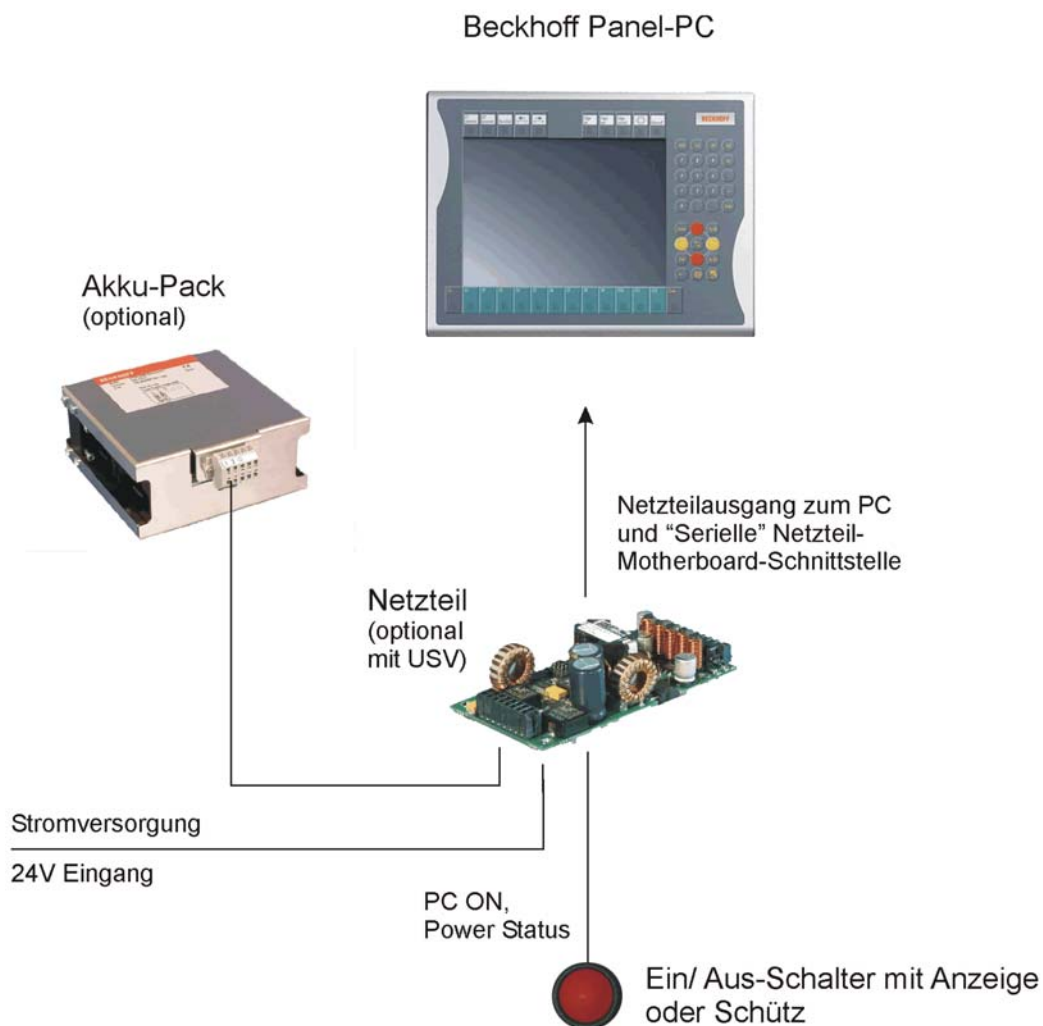 Beckhoff Panel-PC
BECKHOFF
Akku-Pack
(optional)
Netzteilausgang zum PC
und “Serielle” Netzteil-
Motherboard-Schnittstelle
Netzteil
(optional
mit USV)
Stromversorgung
24V Eingang
PC ON,
Power Status
Ein/ Aus-Schalter mit Anzeige
oder Schütz